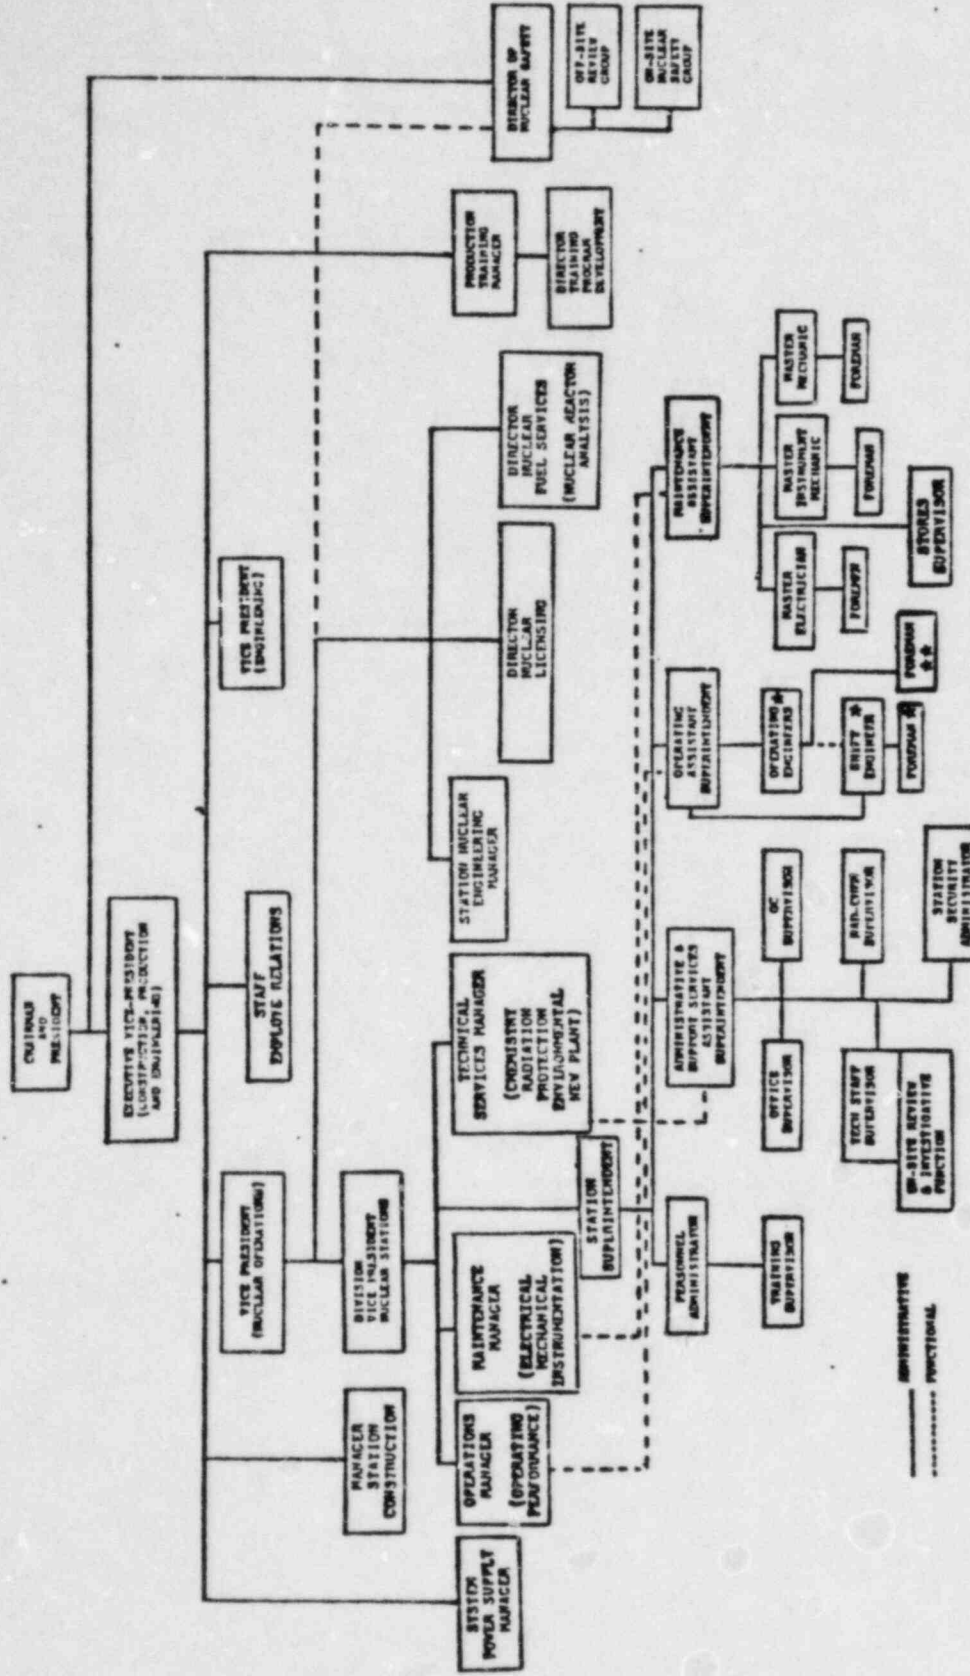 CHAIRMAN
AND
PRESIDENT
EXECUTIVE VICE-PRESIDENT
(CONSTRUCTION, PRODUCTION
AND ENGINEERING)
VICE PRESIDENT
(NUCLEAR OPERATIONS)
STAFF
EMPLOYE RELATIONS
VICE PRESIDENT
(ENGINEERING)
MANAGER
STATION
CONSTRUCTION
DIVISION
VICE PRESIDENT
NUCLEAR STATIONS
SYSTEM
POWER SUPPLY
MANAGER
OPERATIONS
MANAGER
(OPERATING
PERFORMANCE)
MAINTENANCE
MANAGER
(ELECTRICAL
MECHANICAL
INSTRUMENTATION)
TECHNICAL
SERVICES MANAGER
(CHEMISTRY
RADIATION
PROTECTION
ENVIRONMENTAL
NEW PLANT)
STATION NUCLEAR
ENGINEERING
MANAGER
DIRECTOR
NUCLEAR
LICENSING
DIRECTOR
NUCLEAR
FUEL SERVICES
(NUCLEAR REACTOR
ANALYSIS)
PRODUCTION
TRAINING
MANAGER
DIRECTOR
TRAINING
PROGRAM
DEVELOPMENT
DIRECTOR OF
NUCLEAR SAFETY
OFF-SITE
REVIEW
GROUP
ON-SITE
NUCLEAR
SAFETY
GROUP
STATION
SUPERINTENDENT
PERSONNEL
ADMINISTRATOR
TRAINING
SUPERVISOR
ADMINISTRATIVE &
SUPPORT SERVICES
ASSISTANT
SUPERINTENDENT
OFFICE
SUPERVISOR
QC
SUPERVISOR
TECH STAFF
SUPERVISOR
ON-SITE REVIEW
& INVESTIGATIVE
FUNCTION
RAD-CHEM
SUPERVISOR
STATION
SECURITY
ADMINISTRATOR
OPERATING
ASSISTANT
SUPERINTENDENT
OPERATING ★
ENGINEERS
SHIFT ★
ENGINEER
FOREMAN ★
FOREMAN
★★
MAINTENANCE
ASSISTANT
SUPERINTENDENT
MASTER
ELECTRICIAN
FOREMEN
MASTER
INSTRUMENT
MECHANIC
FOREMAN
MASTER
MECHANIC
FOREMAN
STORES
SUPERVISOR
ADMINISTRATIVE
FUNCTIONAL